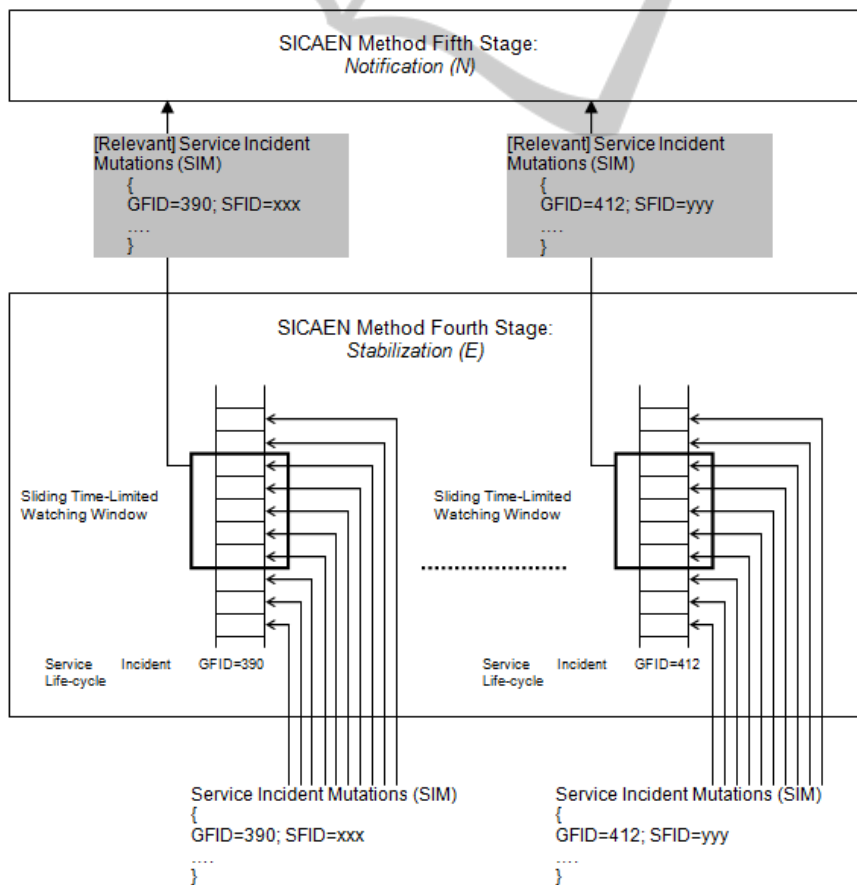 SICAEN Method Fifth Stage:
Notification (N)
[Relevant] Service Incident
Mutations (SIM)
{
GFID=390; SFID=xxx
....
}
[Relevant] Service Incident
Mutations (SIM)
{
GFID=412; SFID=yyy
....
}
SICAEN Method Fourth Stage:
Stabilization (E)
Sliding Time-Limited
Watching Window
Sliding Time-Limited
Watching Window
Service Incident GFID=390
Life-cycle
Service Incident GFID=412
Life-cycle
Service Incident Mutations (SIM)
{
GFID=390; SFID=xxx
....
}
Service Incident Mutations (SIM)
{
GFID=412; SFID=yyy
....
}